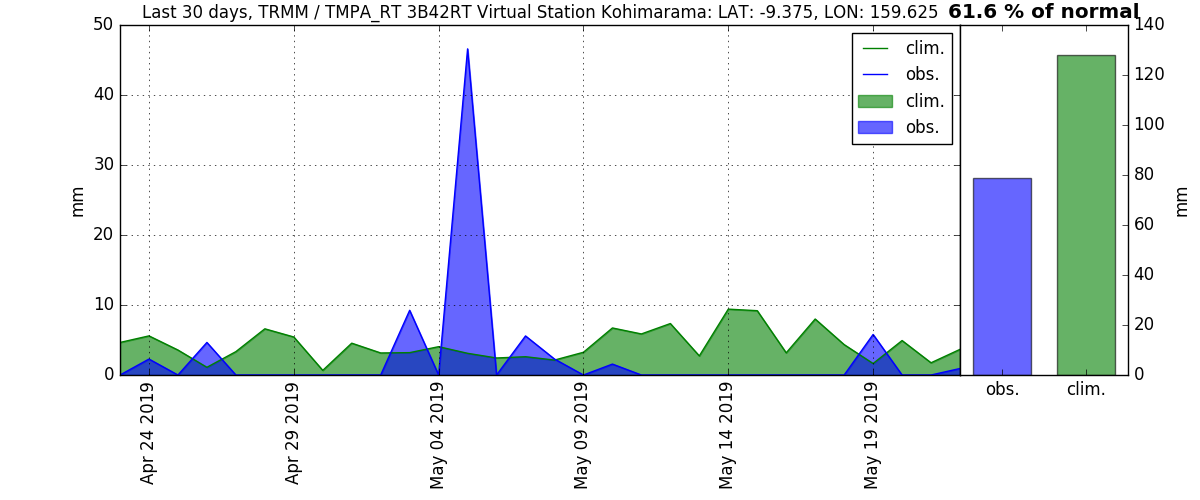 Last 30 days, TRMM / TMPA_RT 3B42RT Virtual Station Kohimarama: LAT: -9.375, LON: 159.625 61.6 % of normal
50
40
30
20
10
0
mm
clim.
obs.
clim.
obs.
Apr 24 2019
Apr 29 2019
May 04 2019
May 09 2019
May 14 2019
May 19 2019
140
120
100
80
60
40
20
0
mm
obs.
clim.